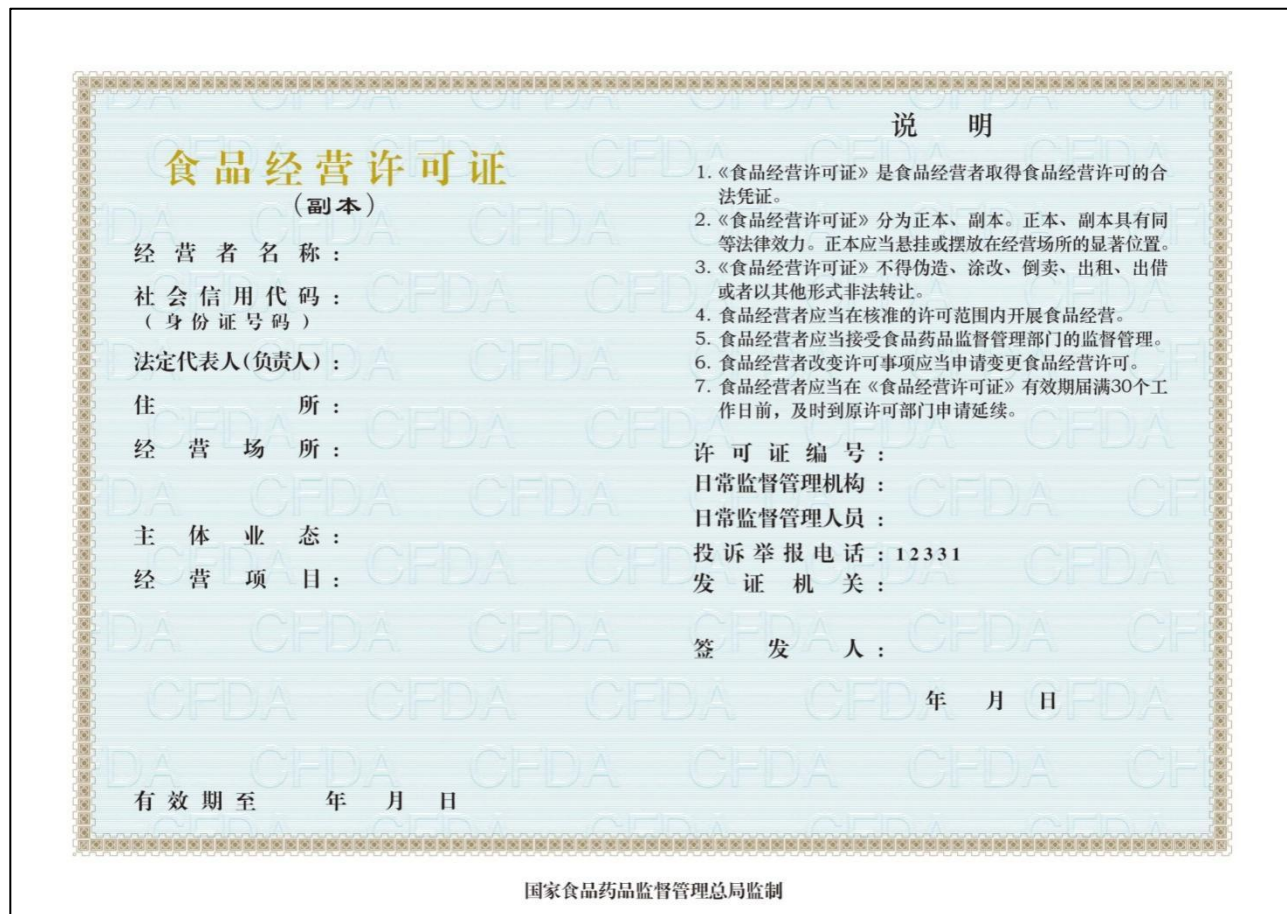 食品经营许可证
（副本）
经营者名称：
社会信用代码：
（身份证号码）
法定代表人(负责人)：
住所：
经营场所：
主体业态：
经营项目：
有效期至 年 月 日
说 明
1.《食品经营许可证》是食品经营者取得食品经营许可的合
法凭证。
2.《食品经营许可证》分为正本、副本。正本、副本具有同
等法律效力。正本应当悬挂或摆放在经营场所的显著位置。
3.《食品经营许可证》不得伪造、涂改、倒卖、出租、出借
或者以其他形式非法转让。
4. 食品经营者应当在核准的许可范围内开展食品经营。
5. 食品经营者应当接受食品药品监督管理部门的监督管理。
6. 食品经营者改变许可事项应当申请变更食品经营许可。
7. 食品经营者应当在《食品经营许可证》有效期届满30个工
作日前，及时到原许可部门申请延续。
许可证编号：
日常监督管理机构：
日常监督管理人员：
投诉举报电话：12331
发证机关：
签发人：
年 月 日
国家食品药品监督管理总局监制
CFDA